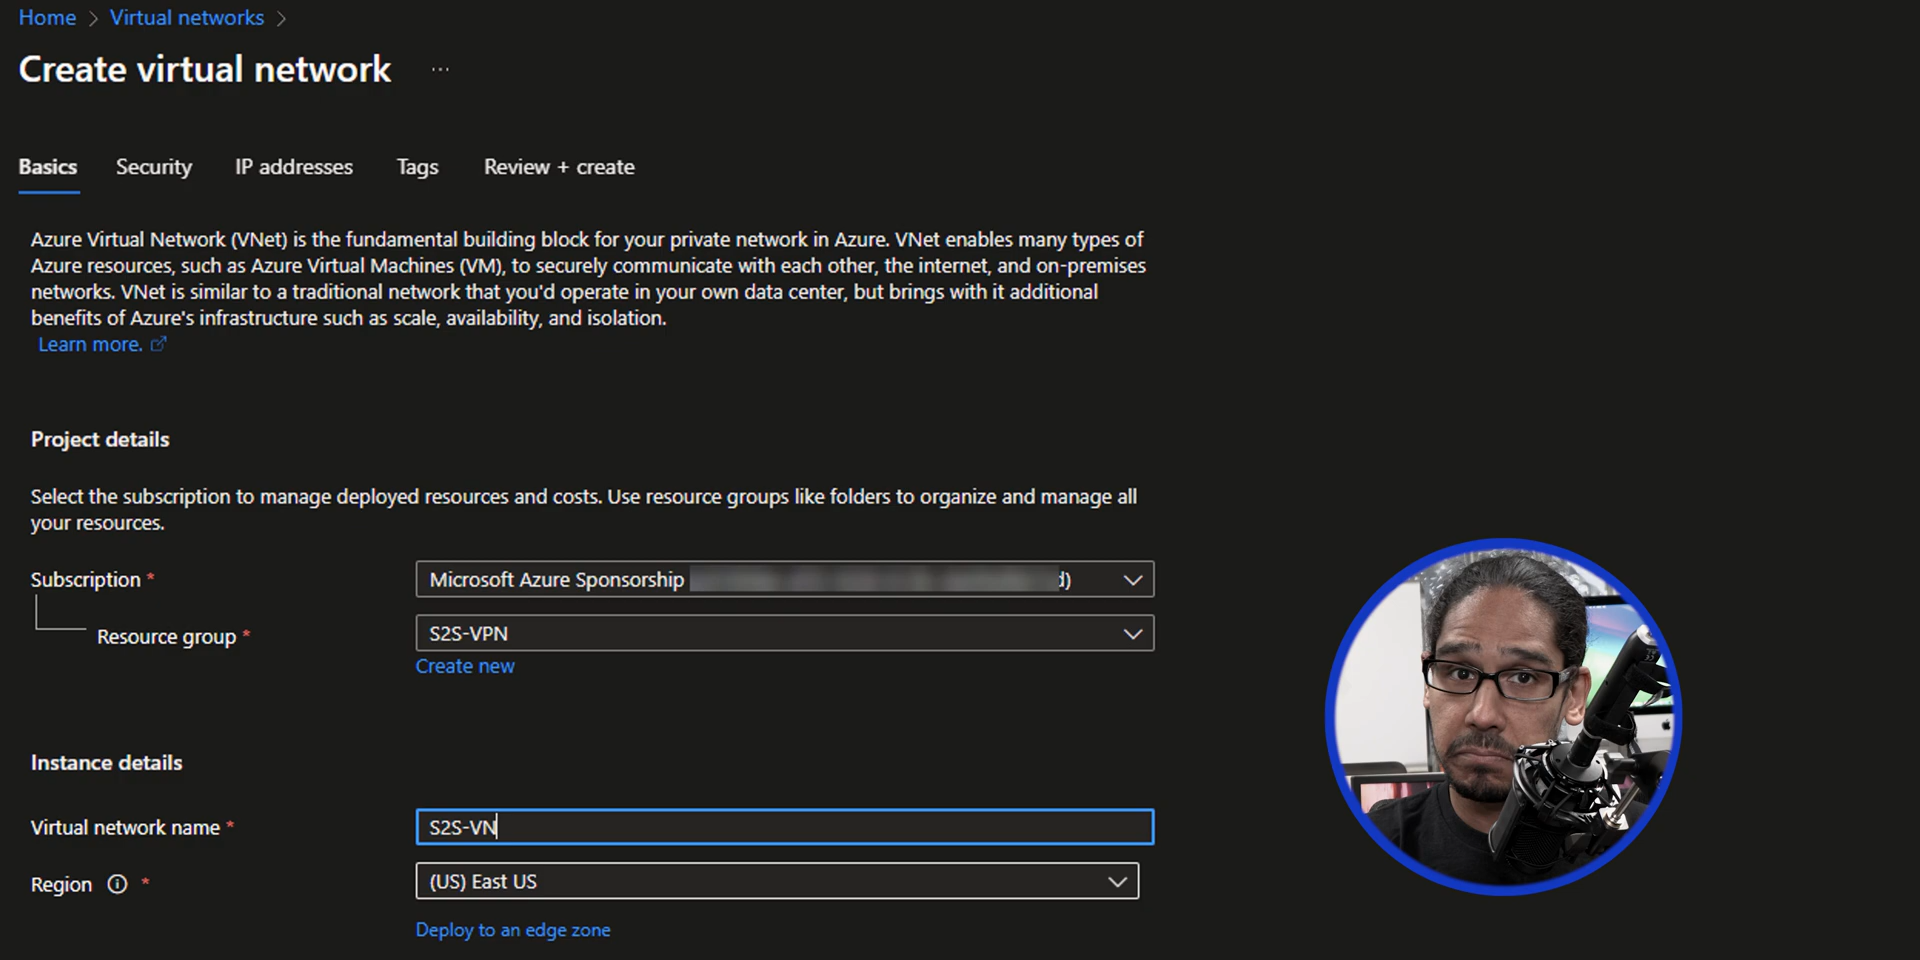 Home > Virtual networks >
Create virtual network ...
Basics Security IP addresses Tags Review + create
Azure Virtual Network (VNet) is the fundamental building block for your private network in Azure. VNet enables many types of
Azure resources, such as Azure Virtual Machines (VM), to securely communicate with each other, the internet, and on-premises
networks. VNet is similar to a traditional network that you'd operate in your own data center, but brings with it additional
benefits of Azure's infrastructure such as scale, availability, and isolation.
Learn more.
Project details
Select the subscription to manage deployed resources and costs. Use resource groups like folders to organize and manage all
your resources.
Subscription * Microsoft Azure Sponsorship d)
Resource group * S2S-VPN
Create new
Instance details
Virtual network name * S2S-VN
Region * (US) East US
Deploy to an edge zone